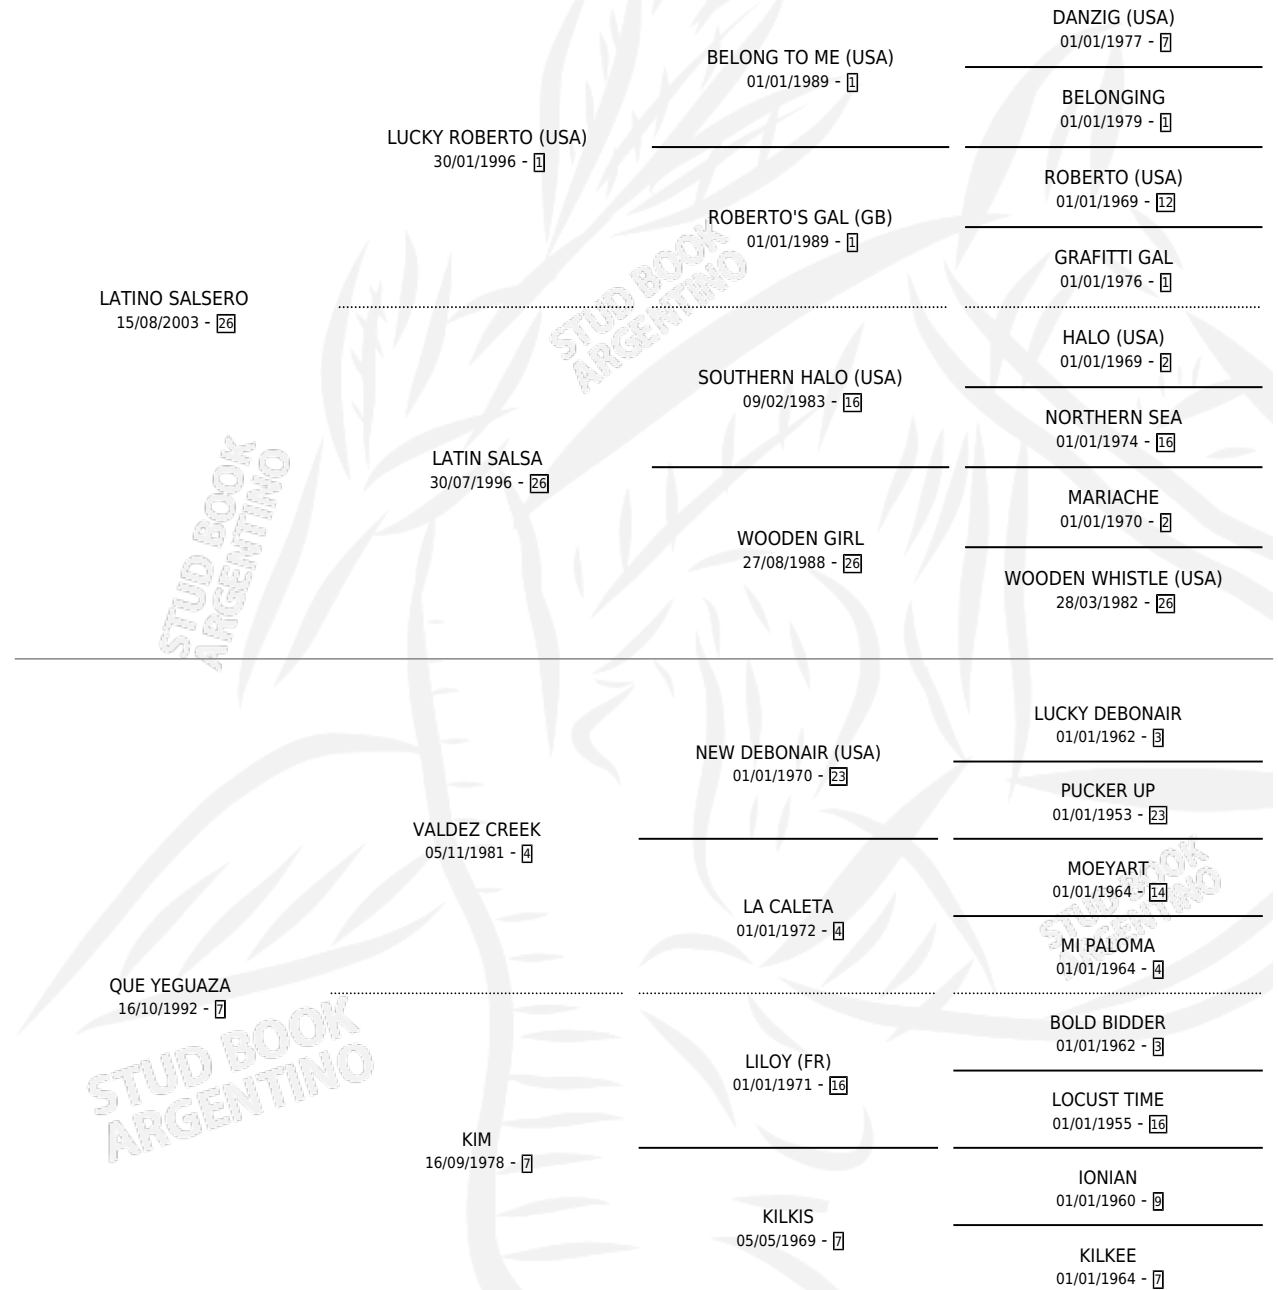 DANZIG (USA)
01/01/1977 - 7
BELONG TO ME (USA)
01/01/1989 - 1
BELONGING
01/01/1979 - 1
LUCKY ROBERTO (USA)
30/01/1996 - 1
ROBERTO (USA)
01/01/1969 - 12
ROBERTO'S GAL (GB)
01/01/1989 - 1
GRAFITTI GAL
01/01/1976 - 1
LATINO SALSERO
15/08/2003 - 26
STUD BOOK
ARGENTINO
HALO (USA)
01/01/1969 - 2
SOUTHERN HALO (USA)
09/02/1983 - 16
NORTHERN SEA
01/01/1974 - 16
LATIN SALSA
30/07/1996 - 26
MARIACHE
01/01/1970 - 2
WOODEN GIRL
27/08/1988 - 26
WOODEN WHISTLE (USA)
28/03/1982 - 26
STUD BOOK
ARGENTINO
LUCKY DEBONAIR
01/01/1962 - 3
NEW DEBONAIR (USA)
01/01/1970 - 23
PUCKER UP
01/01/1953 - 23
VALDEZ CREEK
05/11/1981 - 4
MOEYART
01/01/1964 - 14
LA CALETA
01/01/1972 - 4
STUD BOOK
ARGENTINO
MI PALOMA
01/01/1964 - 4
QUE YEGUAZA
16/10/1992 - 7
BOLD BIDDER
01/01/1962 - 3
LILOY (FR)
01/01/1971 - 16
STUD BOOK
ARGENTINO
LOCUST TIME
01/01/1955 - 16
KIM
16/09/1978 - 7
IONIAN
01/01/1960 - 9
KILKIS
05/05/1969 - 7
KILKEE
01/01/1964 - 7